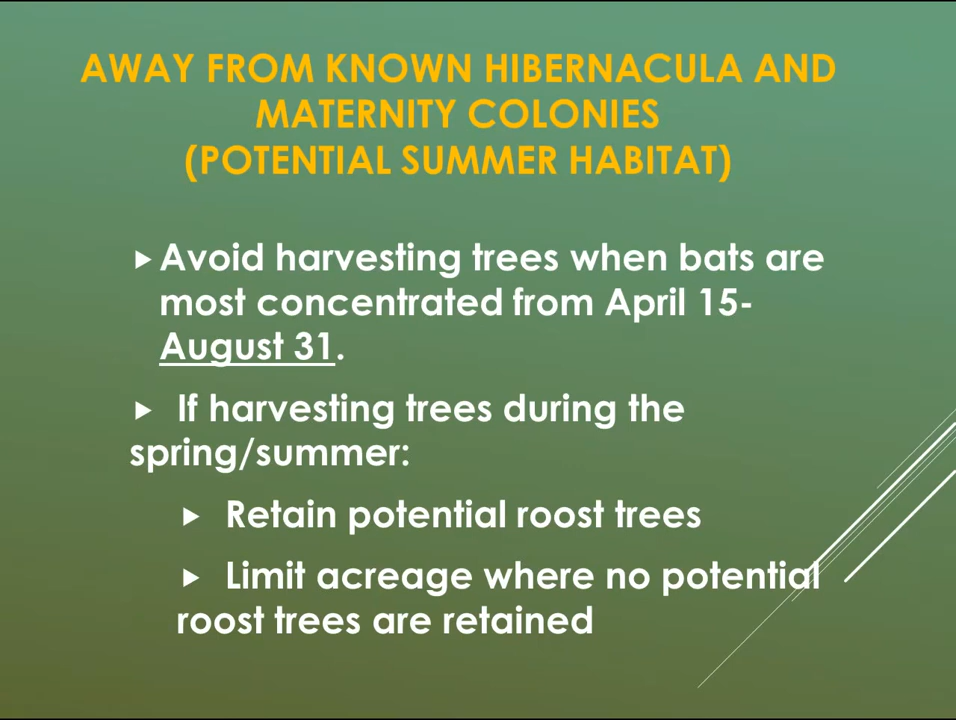 AWAY FROM KNOWN HIBERNACULA AND
MATERNITY COLONIES
(POTENTIAL SUMMER HABITAT)
Avoid harvesting trees when bats are
most concentrated from April 15-
August 31.
If harvesting trees during the
spring/summer:
Retain potential roost trees
Limit acreage where no potential
roost trees are retained